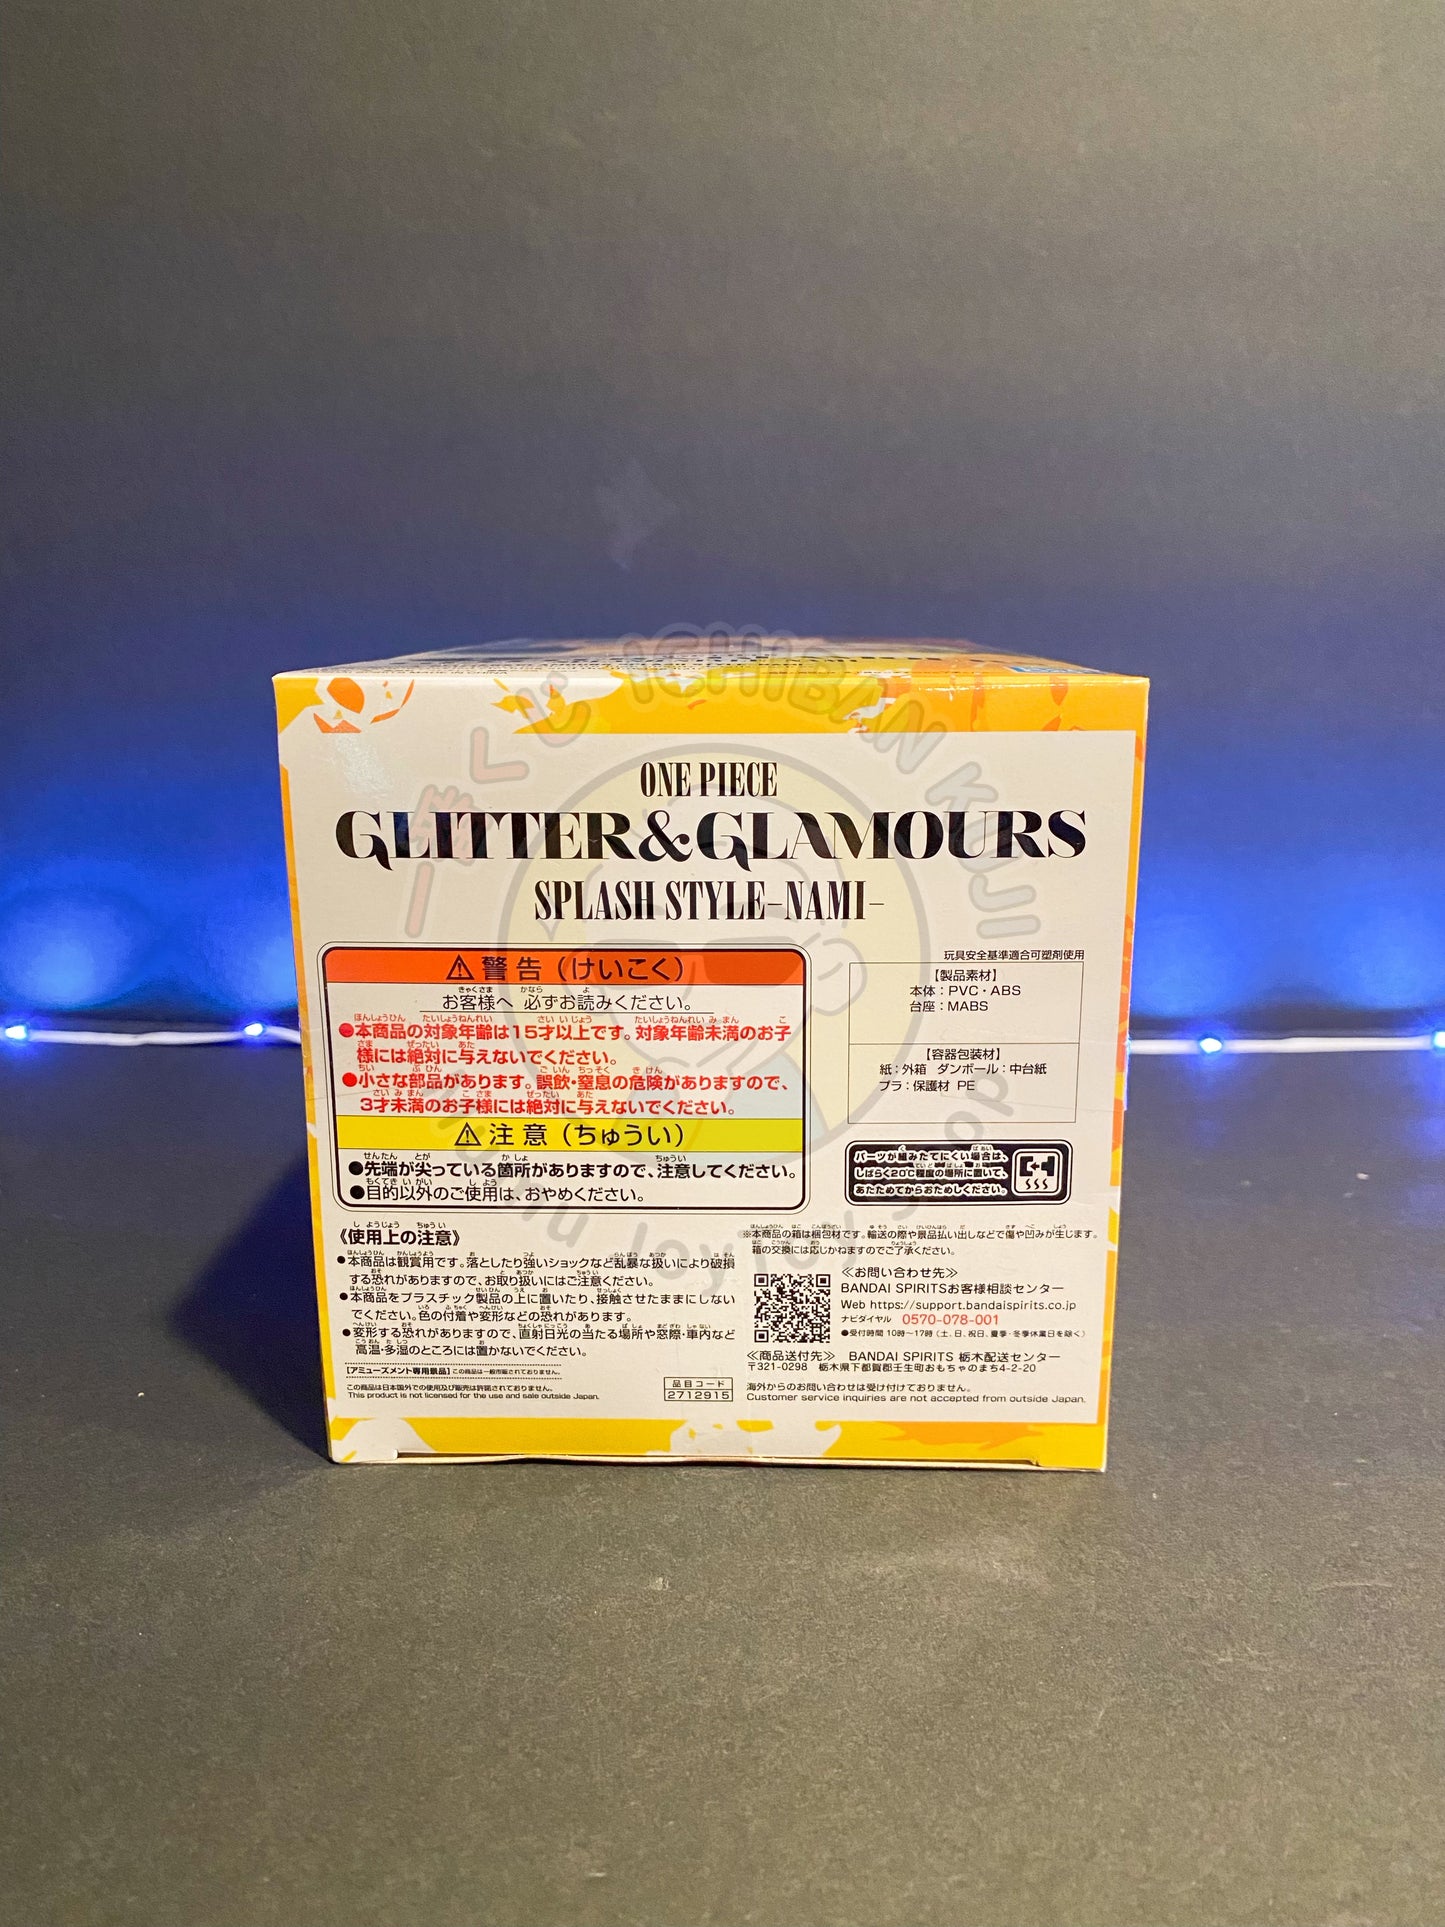 ONE PIECE
GLITTER&GLAMOURS
SPLASH STYLE–NAMI–
⚠警告（けいこく）
お客様へ 必ずお読みください。
●本商品の対象年齢は15才以上です。対象年齢未満のお子
様には絶対に与えないでください。
●小さな部品があります。誤飲・窒息の危険がありますので、
3才未満のお子様には絶対に与えないでください。
⚠注意（ちゅうい）
●先端が尖っている箇所がありますので、注意してください。
●目的以外のご使用は、おやめください。
玩具安全基準適合可塑剤使用
【製品素材】
本体：PVC・ABS
台座：MABS
【容器包装材】
紙：外箱 ダンボール：中台紙
プラ：保護材 PE
パーツが組みたてにくい場合は、
しばらく20℃程度の場所に置いて、
あたためてからおためしください。
《使用上の注意》
●本商品は観賞用です。落としたり強いショックなど乱暴な扱いにより破損
する恐れがありますので、お取り扱いにはご注意ください。
●本商品をプラスチック製品の上に置いたり、接触させたままにしない
でください。色の付着や変形などの恐れがあります。
●変形する恐れがありますので、直射日光の当たる場所や窓際・車内など
高温・多湿のところには置かないでください。
[アミューズメント専用景品] この商品は一般市販されておりません。
この商品は日本国外での使用及び販売は許諾されておりません。
This product is not licensed for the use and sale outside Japan.
品目コード
2712915
※本商品の箱は梱包材です。輸送の際や景品払い出しなどで傷や凹みが生じます。
箱の交換には応じかねますのでご了承ください。
≪お問い合わせ先≫
BANDAI SPIRITSお客様相談センター
Web https://support.bandaispirits.co.jp
ナビダイヤル 0570-078-001
●受付時間 10時〜17時（土、日、祝日、夏季・冬季休業日を除く）
≪商品送付先≫ BANDAI SPIRITS 栃木配送センター
〒321-0298 栃木県下都賀郡壬生町おもちゃのまち4-2-20
海外からのお問い合わせは受け付けておりません。
Customer service inquiries are not accepted from outside Japan.
一番くじ ICHIBAN KUJI